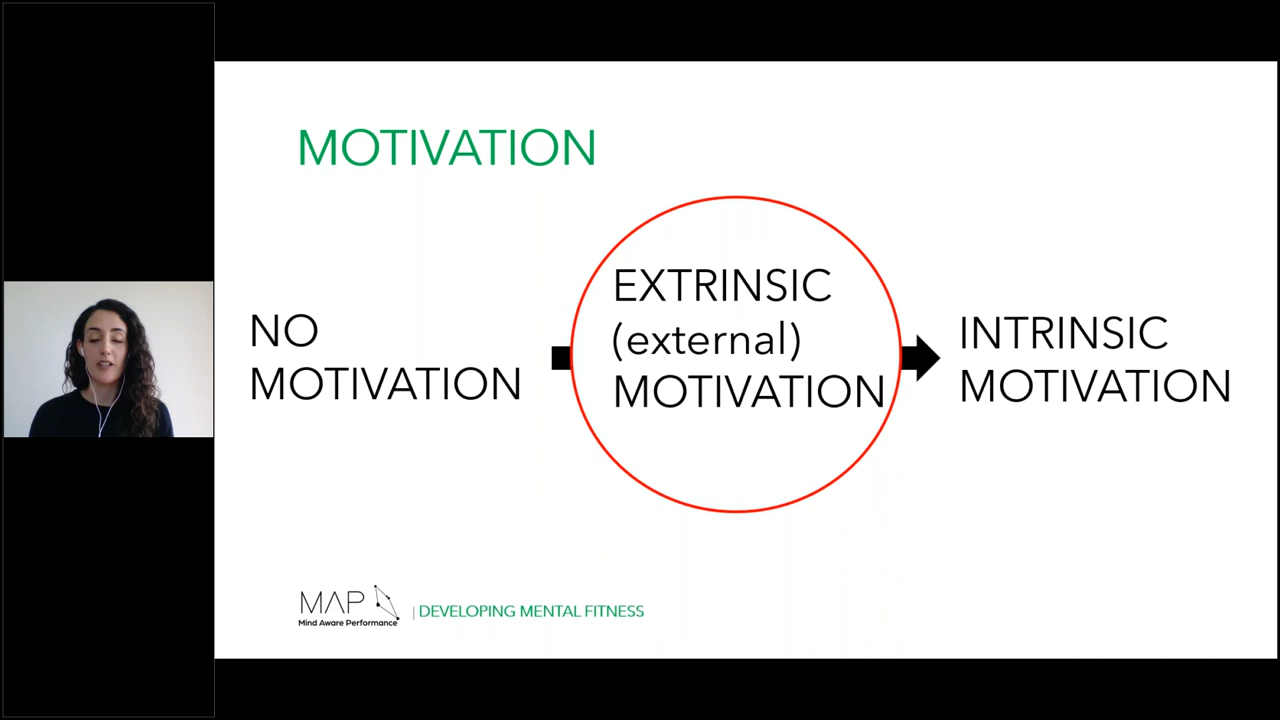 MOTIVATION
NO
MOTIVATION
EXTRINSIC
(external)
MOTIVATION
INTRINSIC
MOTIVATION
MAP
Mind Aware Performance
| DEVELOPING MENTAL FITNESS